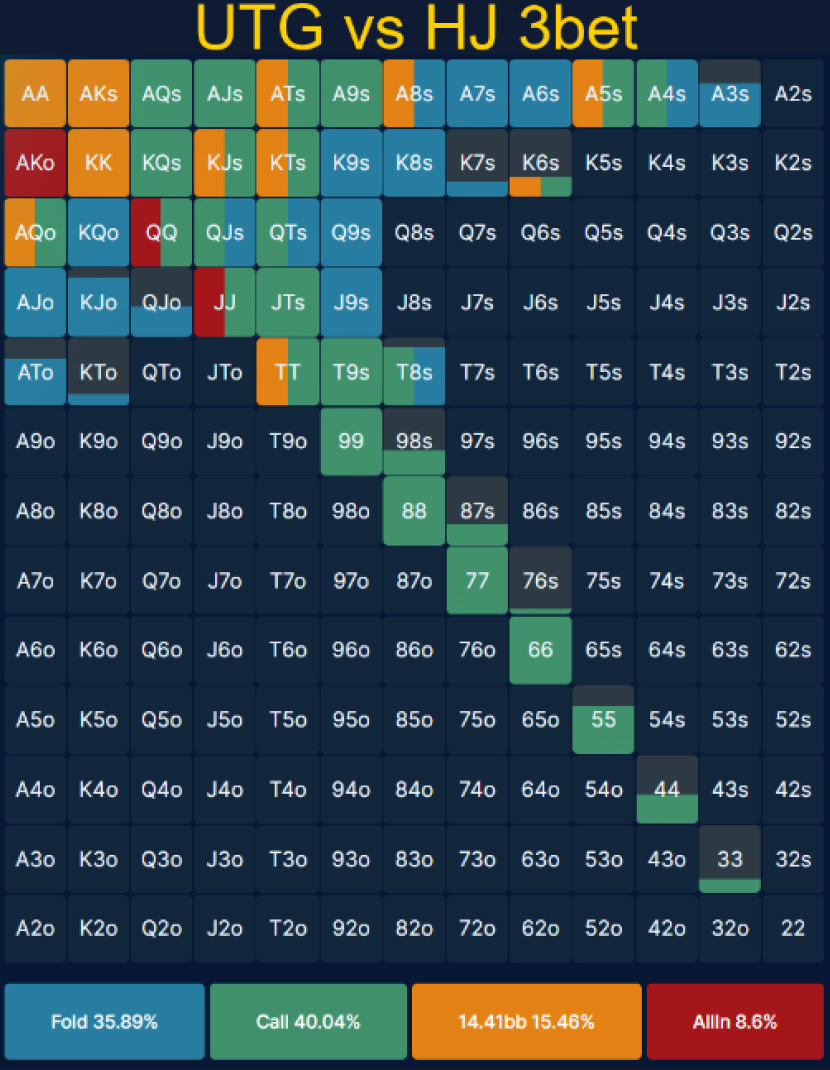 UTG vs HJ 3bet
AA AKs AQs AJs ATs A9s A8s A7s A6s A5s A4s A3s A2s
AKo KK KQs KJs KTs K9s K8s K7s K6s K5s K4s K3s K2s
AQo KQo QQ QJs QTs Q9s Q8s Q7s Q6s Q5s Q4s Q3s Q2s
AJo KJo QJo JJ JTs J9s J8s J7s J6s J5s J4s J3s J2s
ATo KTo QTo JTo TT T9s T8s T7s T6s T5s T4s T3s T2s
A9o K9o Q9o J9o T9o 99 98s 97s 96s 95s 94s 93s 92s
A8o K8o Q8o J8o T8o 98o 88 87s 86s 85s 84s 83s 82s
A7o K7o Q7o J7o T7o 97o 87o 77 76s 75s 74s 73s 72s
A6o K6o Q6o J6o T6o 96o 86o 76o 66 65s 64s 63s 62s
A5o K5o Q5o J5o T5o 95o 85o 75o 65o 55 54s 53s 52s
A4o K4o Q4o J4o T4o 94o 84o 74o 64o 54o 44 43s 42s
A3o K3o Q3o J3o T3o 93o 83o 73o 63o 53o 43o 33 32s
A2o K2o Q2o J2o T2o 92o 82o 72o 62o 52o 42o 32o 22
Fold 35.89% Call 40.04% 14.41bb 15.46% AllIn 8.6%